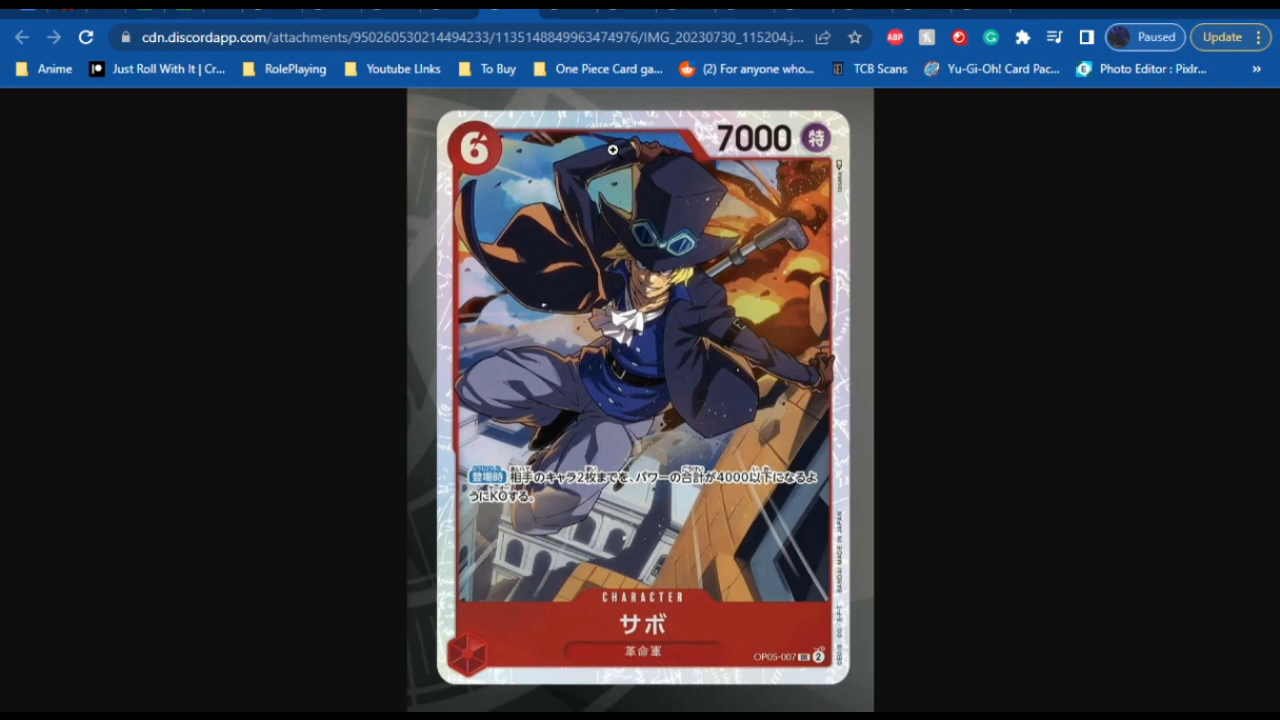 cdn.discordapp.com/attachments/950260530214494233/1135148849963474976/IMG_20230730_115204.j...
ABP
Paused
Update
Anime
Just Roll With It | Cr...
RolePlaying
Youtube LInks
To Buy
One Piece Card ga...
(2) For anyone who...
TCB Scans
Yu-Gi-Oh! Card Pac...
Photo Editor : Pixlr...
»
6
7000
特
登場時 相手のキャラ2枚までを、パワーの合計が4000以下になるよ
うにKOする。
BANDAI MADE IN JAPAN
CHARACTER
サボ
革命軍
OP05-007 SR 2